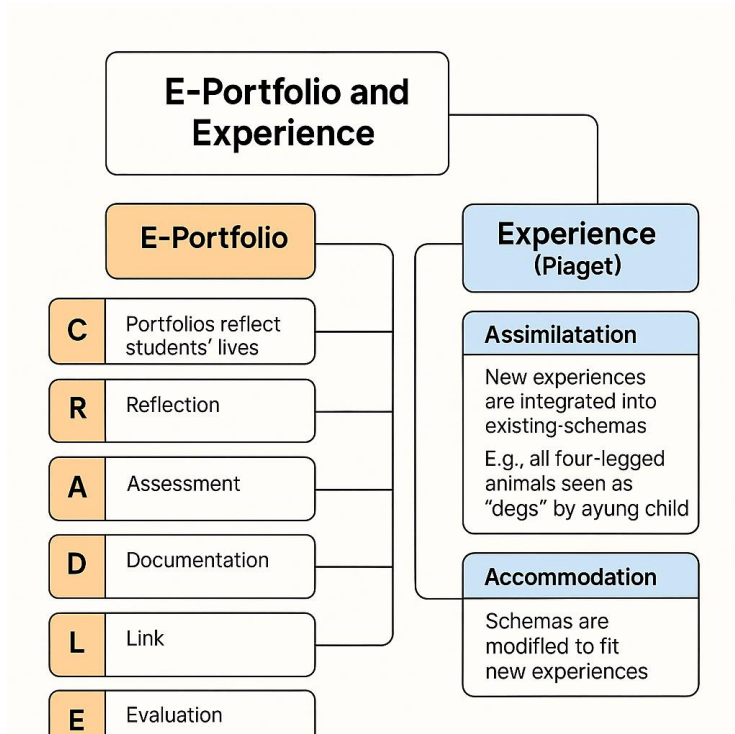 E-Portfolio and
Experience
E-Portfolio
C
Portfolios reflect
students’ lives
R
Reflection
A
Assessment
D
Documentation
L
Link
E
Evaluation
Experience
(Piaget)
Assimilatation
New experiences
are integrated into
existing-schemas
E.g., all four-legged
animals seen as
“degs” by ayung child
Accommodation
Schemas are
modifled to fit
new experiences